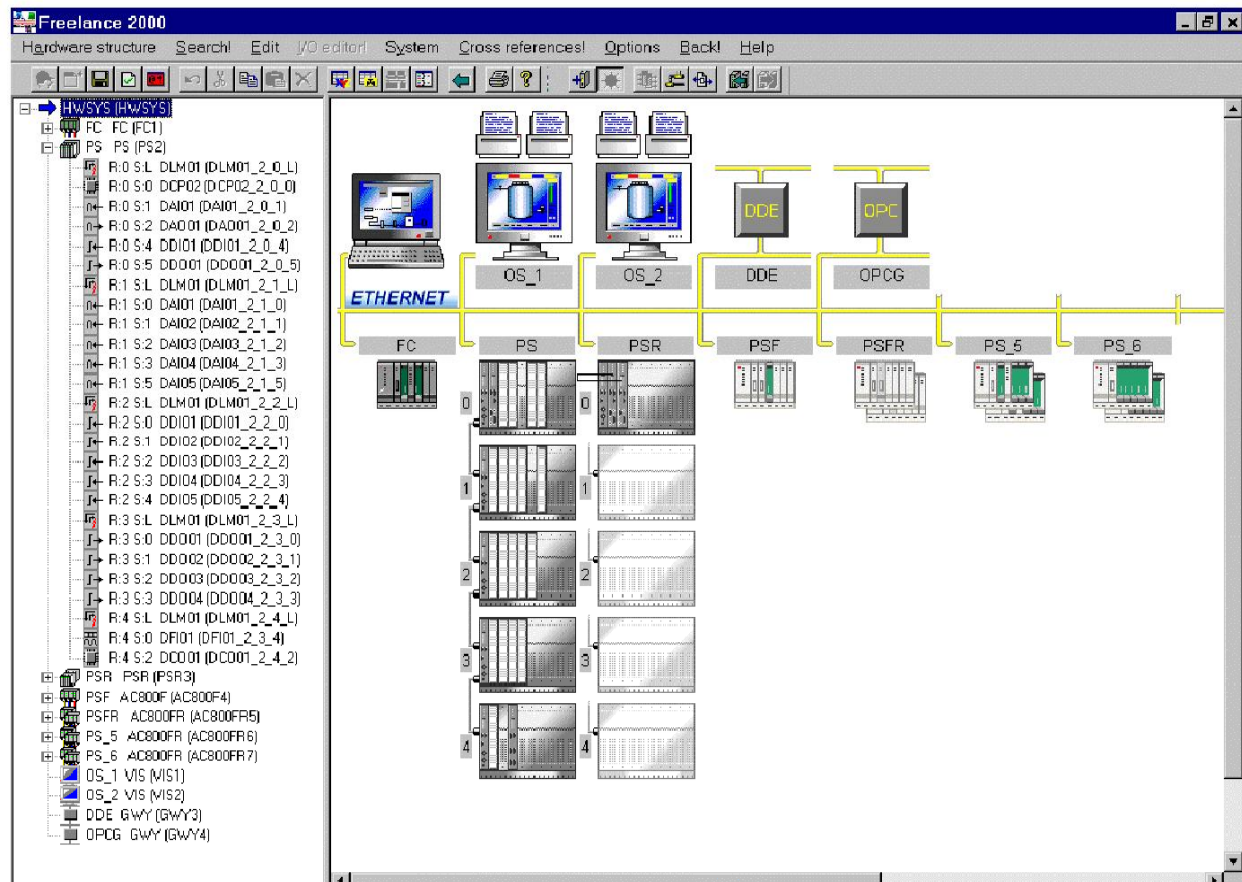 Freelance 2000
Hardware structure Search! Edit I/O editor! System Cross references! Options Back! Help
HWSYS (HWSYS)
FC FC (FC1)
PS PS (PS2)
R:0 S:L DLM01 (DLM01_2_0_L)
R:0 S:0 DCP02 (DCP02_2_0_0)
R:0 S:1 DAI01 (DAI01_2_0_1)
R:0 S:2 DAO01 (DAO01_2_0_2)
R:0 S:4 DDI01 (DDI01_2_0_4)
R:0 S:5 DDO01 (DDO01_2_0_5)
R:1 S:L DLM01 (DLM01_2_1_L)
R:1 S:0 DAI01 (DAI01_2_1_0)
R:1 S:1 DAI02 (DAI02_2_1_1)
R:1 S:2 DAI03 (DAI03_2_1_2)
R:1 S:3 DAI04 (DAI04_2_1_3)
R:1 S:5 DAI05 (DAI05_2_1_5)
R:2 S:L DLM01 (DLM01_2_2_L)
R:2 S:0 DDI01 (DDI01_2_2_0)
R:2 S:1 DDI02 (DDI02_2_2_1)
R:2 S:2 DDI03 (DDI03_2_2_2)
R:2 S:3 DDI04 (DDI04_2_2_3)
R:2 S:4 DDI05 (DDI05_2_2_4)
R:3 S:L DLM01 (DLM01_2_3_L)
R:3 S:0 DDO01 (DDO01_2_3_0)
R:3 S:1 DDO02 (DDO02_2_3_1)
R:3 S:2 DDO03 (DDO03_2_3_2)
R:3 S:3 DDO04 (DDO04_2_3_3)
R:4 S:L DLM01 (DLM01_2_4_L)
R:4 S:0 DFI01 (DFI01_2_3_4)
R:4 S:2 DCO01 (DCO01_2_4_2)
PSR PSR (PSR3)
PSF AC800F (AC800F4)
PSFR AC800FR (AC800FR5)
PS_5 AC800FR (AC800FR6)
PS_6 AC800FR (AC800FR7)
OS_1 VIS (VIS1)
OS_2 VIS (VIS2)
DDE GWY (GWY3)
OPCG GWY (GWY4)
DDE OPC
OS_1 OS_2 DDE OPCG
ETHERNET
FC PS PSR PSF PSFR PS_5 PS_6
0 0
1 1
2 2
3 3
4 4